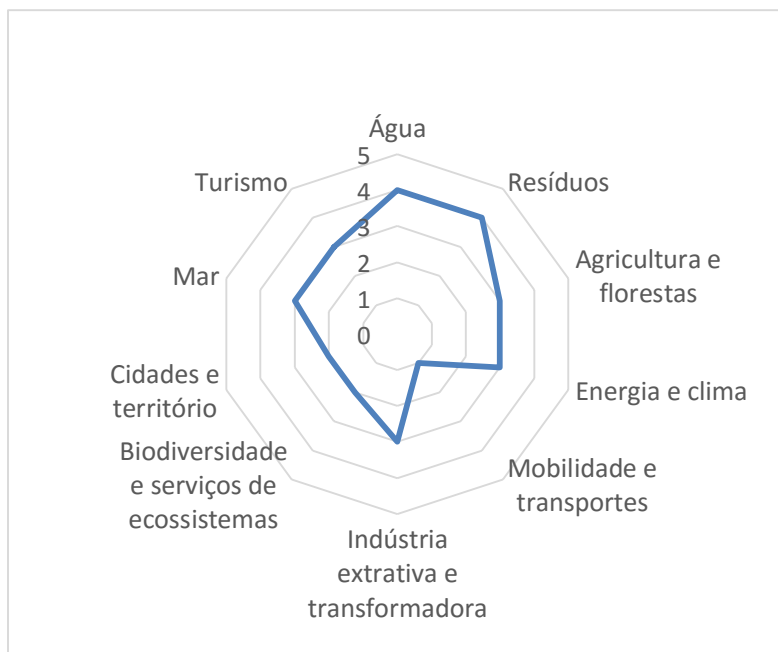 Água
Resíduos
Agricultura e
florestas
Energia e clima
Mobilidade e
transportes
Indústria
extrativa e
transformadora
Biodiversidade
e serviços de
ecossistemas
Cidades e
território
Mar
Turismo
5
4
3
2
1
0